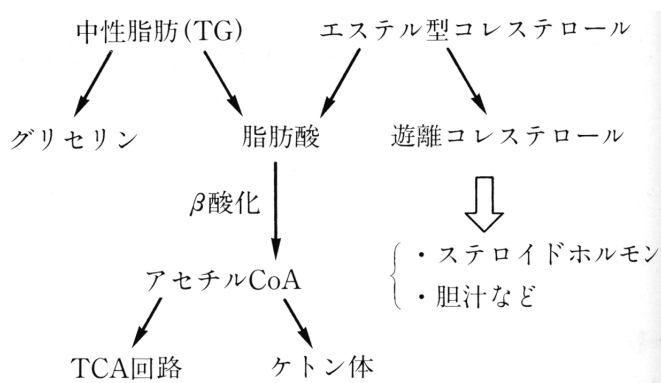 中性脂肪(TG)
エステル型コレステロール
グリセリン
脂肪酸
遊離コレステロール
β酸化
・ステロイドホルモン
・胆汁など
アセチルCoA
TCA回路
ケトン体